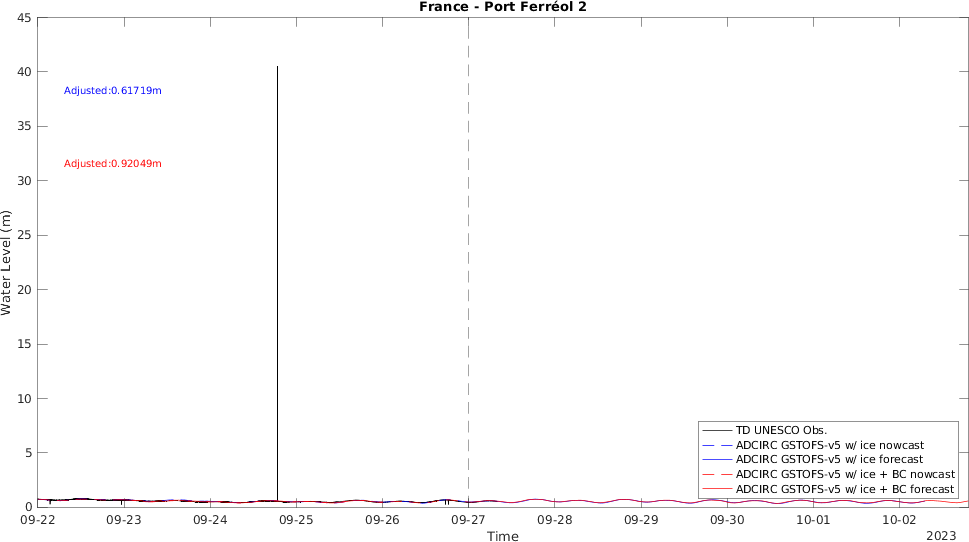 France - Port Ferréol 2
45
40
35
30
25
20
15
10
5
0
Water Level (m)
Adjusted:0.61719m
Adjusted:0.92049m
TD UNESCO Obs.
ADCIRC GSTOFS-v5 w/ ice nowcast
ADCIRC GSTOFS-v5 w/ ice forecast
ADCIRC GSTOFS-v5 w/ ice + BC nowcast
ADCIRC GSTOFS-v5 w/ ice + BC forecast
09-22 09-23 09-24 09-25 09-26 09-27 09-28 09-29 09-30 10-01 10-02
Time
2023